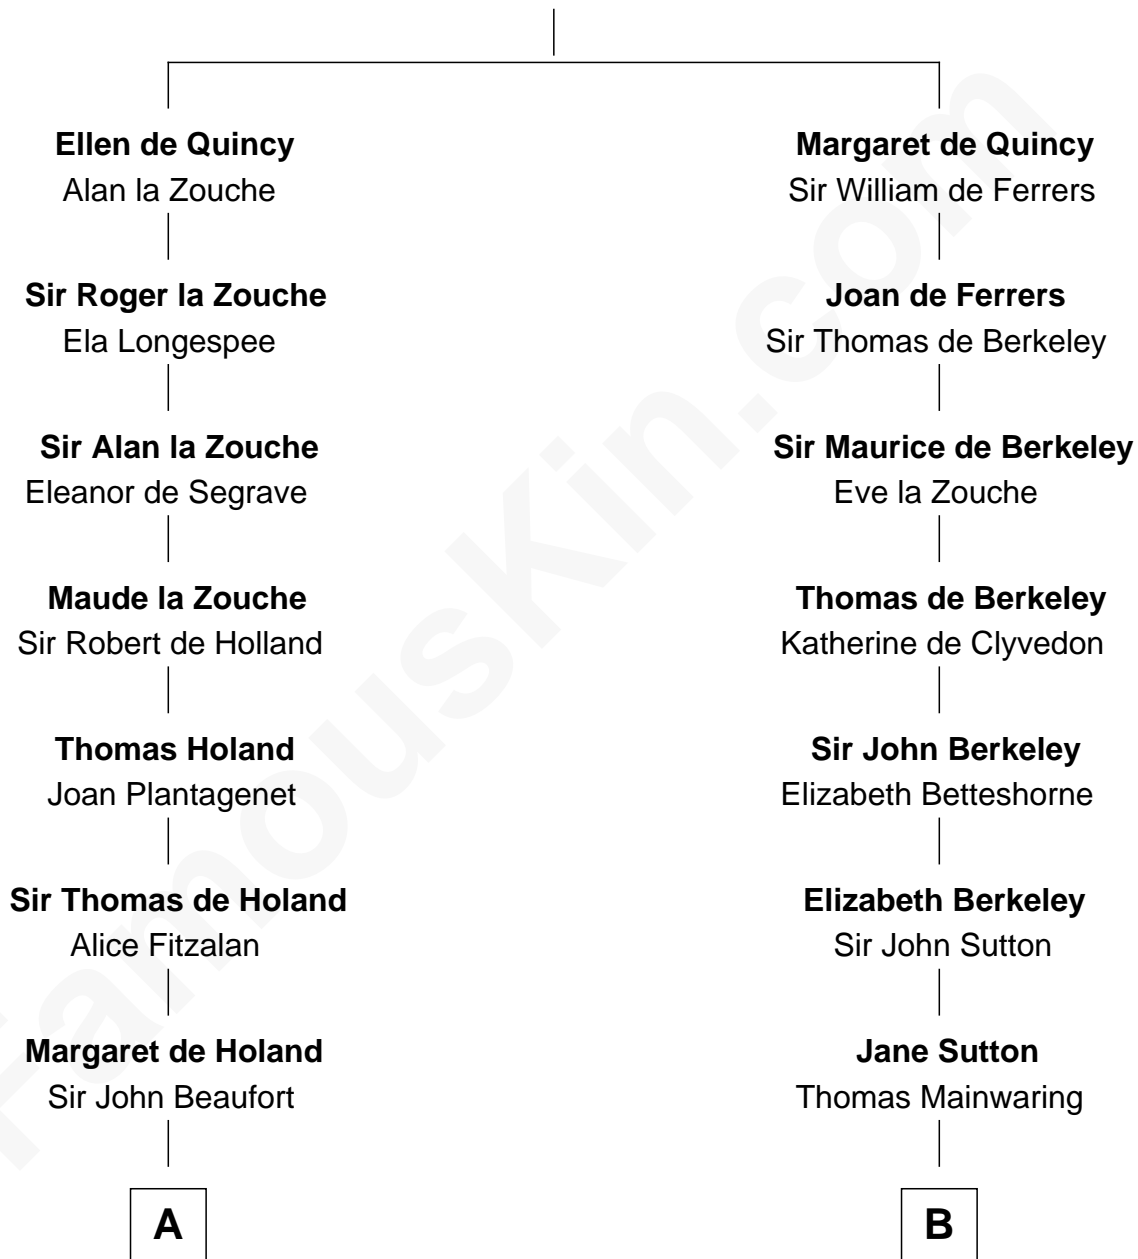 Ellen de Quincy
Alan la Zouche
Sir Roger la Zouche
Ela Longespee
Sir Alan la Zouche
Eleanor de Segrave
Maude la Zouche
Sir Robert de Holland
Thomas Holand
Joan Plantagenet
Sir Thomas de Holand
Alice Fitzalan
Margaret de Holand
Sir John Beaufort
A
Margaret de Quincy
Sir William de Ferrers
Joan de Ferrers
Sir Thomas de Berkeley
Sir Maurice de Berkeley
Eve la Zouche
Thomas de Berkeley
Katherine de Clyvedon
Sir John Berkeley
Elizabeth Betteshorne
Elizabeth Berkeley
Sir John Sutton
Jane Sutton
Thomas Mainwaring
B
FamousKin.com